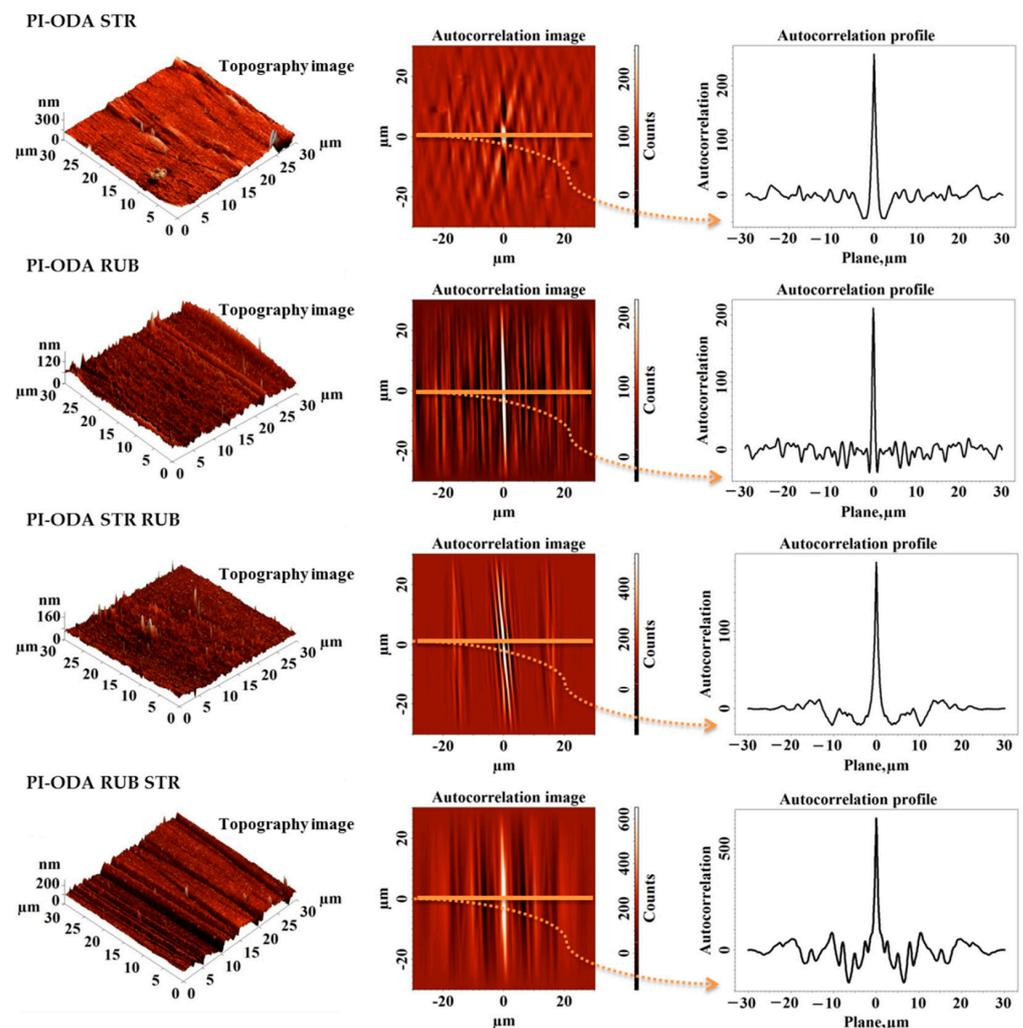 PI-ODA STR
Topography image
nm
300
0
µm 30
25
20
15
10
5
0 0
5
10
15
20
25
30 µm
Autocorrelation image
20
0
-20
µm
-20 0 20
µm
200
100
0
Counts
Autocorrelation profile
200
100
0
Autocorrelation
−30 −20 −10 0 10 20 30
Plane,µm
PI-ODA RUB
Topography image
nm
120
0
µm 30
25
20
15
10
5
0 0
5
10
15
20
25
30 µm
Autocorrelation image
20
0
-20
µm
-20 0 20
µm
200
100
0
Counts
Autocorrelation profile
200
100
0
Autocorrelation
−30 −20 −10 0 10 20 30
Plane,µm
PI-ODA STR RUB
Topography image
nm
160
0
µm 30
25
20
15
10
5
0 0
5
10
15
20
25
30 µm
Autocorrelation image
20
0
-20
µm
-20 0 20
µm
400
200
0
Counts
Autocorrelation profile
100
0
Autocorrelation
−30 −20 −10 0 10 20 30
Plane,µm
PI-ODA RUB STR
Topography image
nm
200
0
µm 30
25
20
15
10
5
0 0
5
10
15
20
25
30 µm
Autocorrelation image
20
0
-20
µm
-20 0 20
µm
600
400
200
0
Counts
Autocorrelation profile
500
0
Autocorrelation
−30 −20 −10 0 10 20 30
Plane,µm